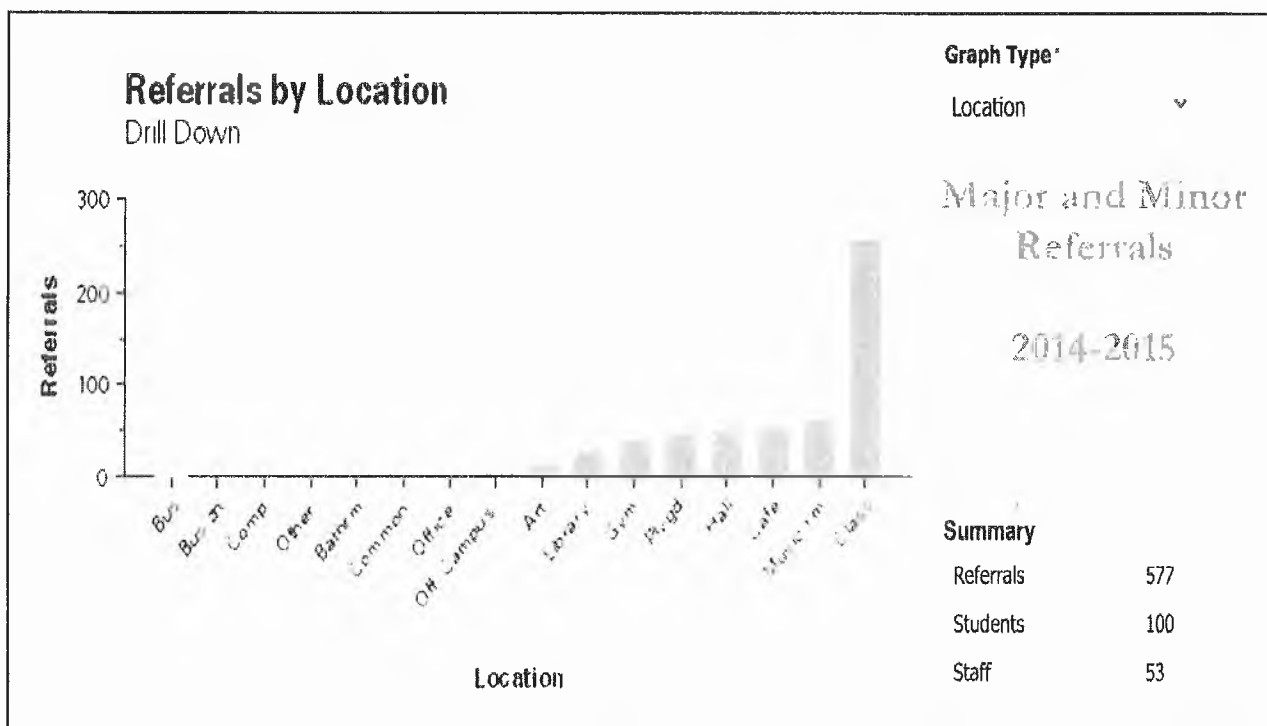 Referrals by Location
Drill Down
Referrals
300
200
100
0
Bus
Comp
Other
Common
Office
Off Campus
Art
Library
Gym
Hall
Cafe
Class
Location
Graph Type
Location
Major and Minor
Referrals
2014-2015
Summary
Referrals 577
Students 100
Staff 53